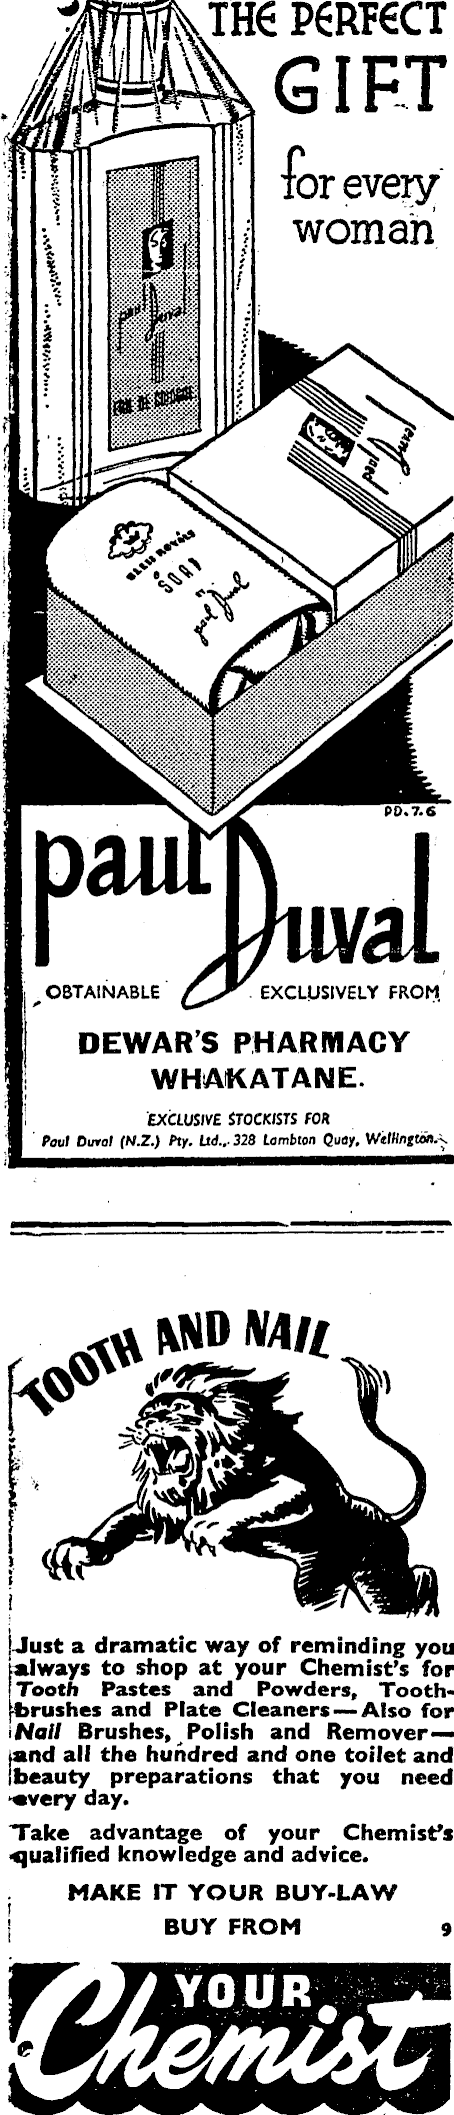 THE PERFECT
GIFT
for every
woman
paul Duval
EAU DE COLOGNE
paul Duval
BLEIS ROYALE
SOAP
paul Duval
PD.7.6
paul Duval
OBTAINABLE EXCLUSIVELY FROM
DEWAR'S PHARMACY
WHAKATANE.
EXCLUSIVE STOCKISTS FOR
Paul Duval (N.Z.) Pty. Ltd., 328 Lambton Quay, Wellington.
TOOTH AND NAIL
Just a dramatic way of reminding you
always to shop at your Chemist's for
Tooth Pastes and Powders, Tooth-
brushes and Plate Cleaners—Also for
Nail Brushes, Polish and Remover—
and all the hundred and one toilet and
beauty preparations that you need
every day.
Take advantage of your Chemist's
qualified knowledge and advice.
MAKE IT YOUR BUY-LAW
BUY FROM 9
YOUR
Chemist